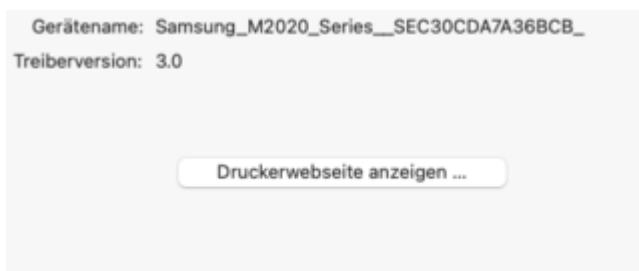 Gerätename: Samsung_M2020_Series__SEC30CDA7A36BCB_
Treiberversion: 3.0
Druckerwebseite anzeigen ...